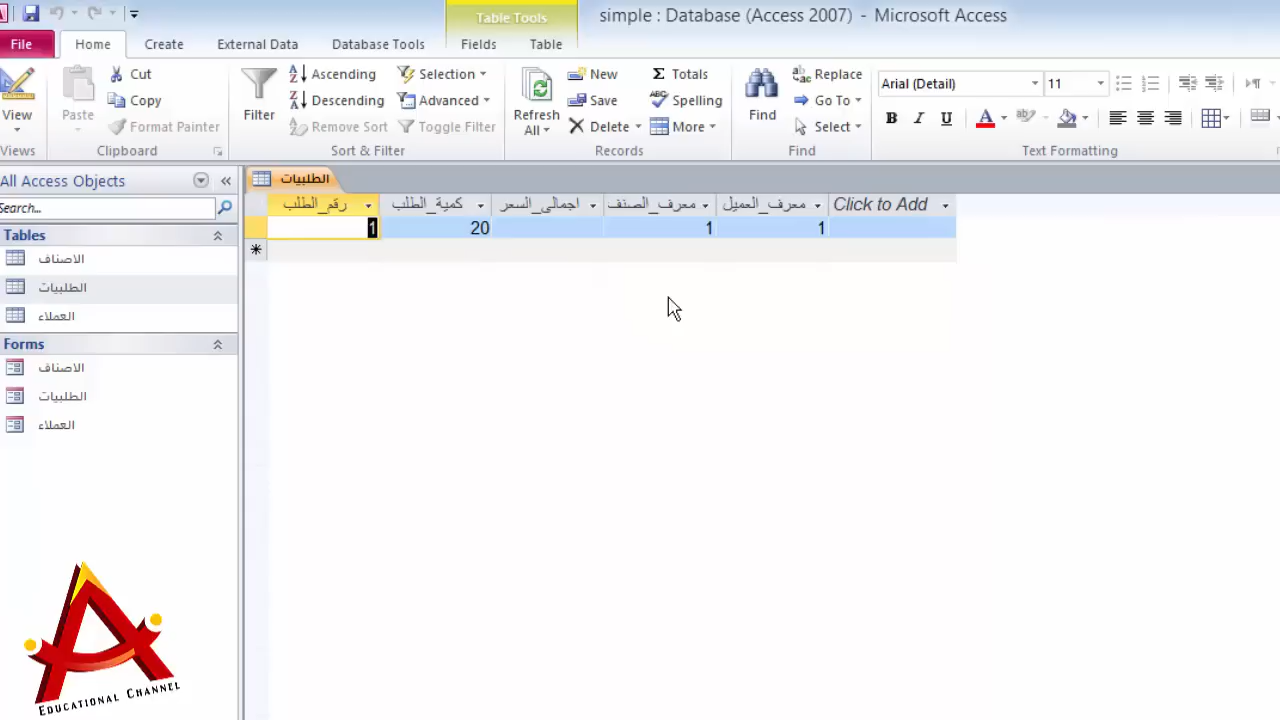 Table Tools
simple : Database (Access 2007) - Microsoft Access
File Home Create External Data Database Tools Fields Table
Cut Ascending Selection New Totals Replace Arial (Detail) 11
View Paste Copy Filter Descending Advanced Refresh All Save Spelling Find Go To
Format Painter Remove Sort Toggle Filter Delete More Select B I U A
Views Clipboard Sort & Filter Records Find Text Formatting
All Access Objects
Search...
الطلبيات
رقم_الطلب كمية_الطلب اجمالى_السعر معرف_الصنف معرف_العميل Click to Add
1 20 1 1
Tables
الاصناف
الطلبيات
العملاء
Forms
الاصناف
الطلبيات
العملاء
EDUCATIONAL CHANNEL